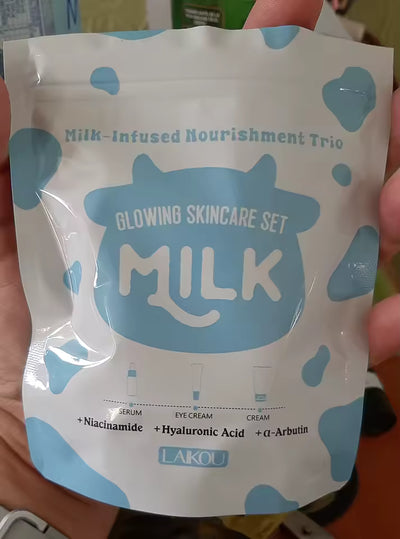 Milk-Infused Nourishment Trio
GLOWING SKINCARE SET
MILK
SERUM EYE CREAM CREAM
+Niacinamide +Hyaluronic Acid +α-Arbutin
LAIKOU